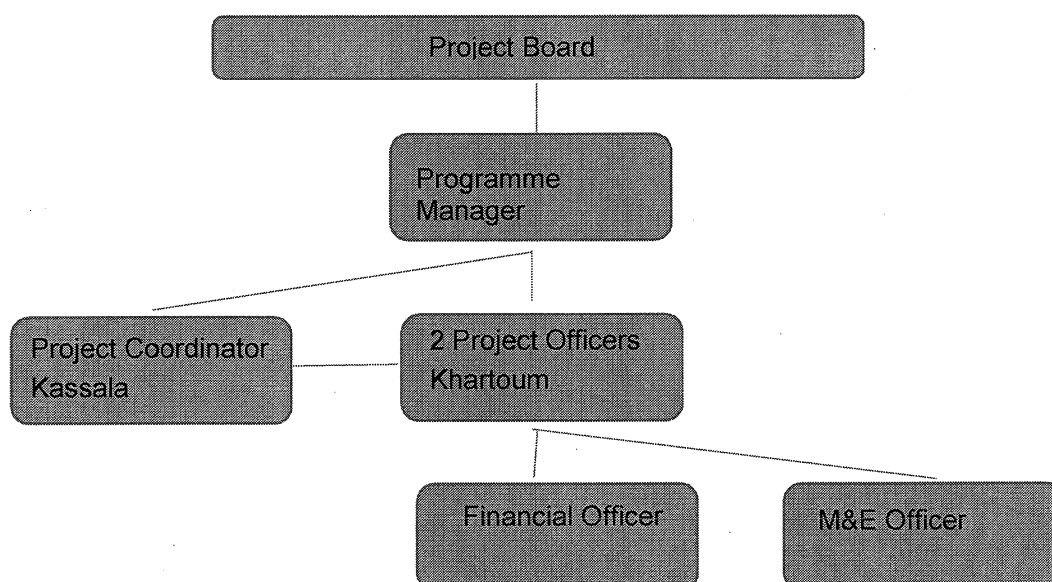 Project Board
Programme
Manager
Project Coordinator
Kassala
2 Project Officers
Khartoum
Financial Officer
M&E Officer